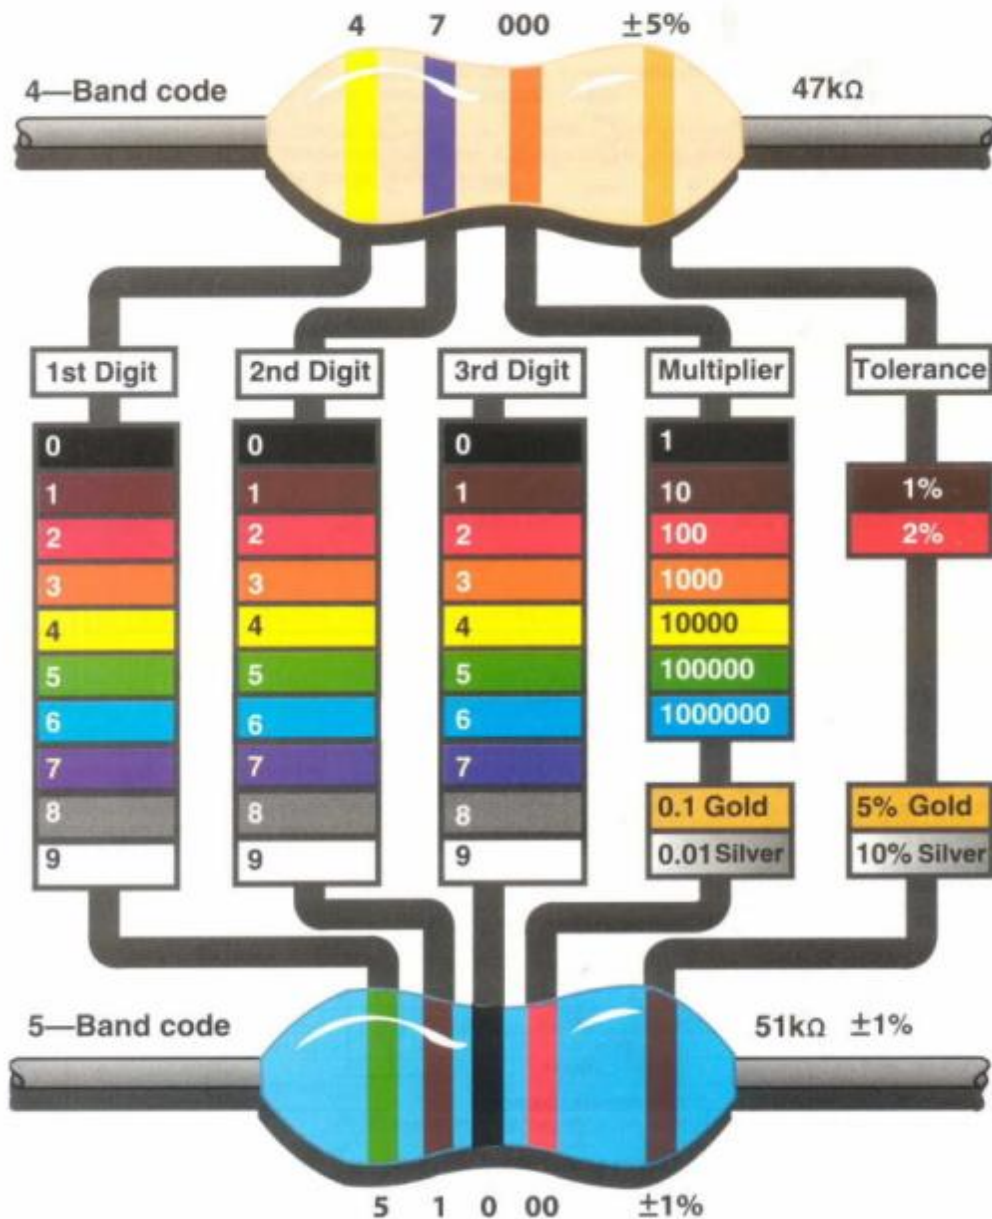 4 7 000 ±5%
4—Band code 47kΩ
1st Digit 2nd Digit 3rd Digit Multiplier Tolerance
0 0 0 1
1 1 1 10 1%
2 2 2 100 2%
3 3 3 1000
4 4 4 10000
5 5 5 100000
6 6 6 1000000
7 7 7
8 8 8 0.1 Gold 5% Gold
9 9 9 0.01 Silver 10% Silver
5—Band code 51kΩ ±1%
5 1 0 00 ±1%